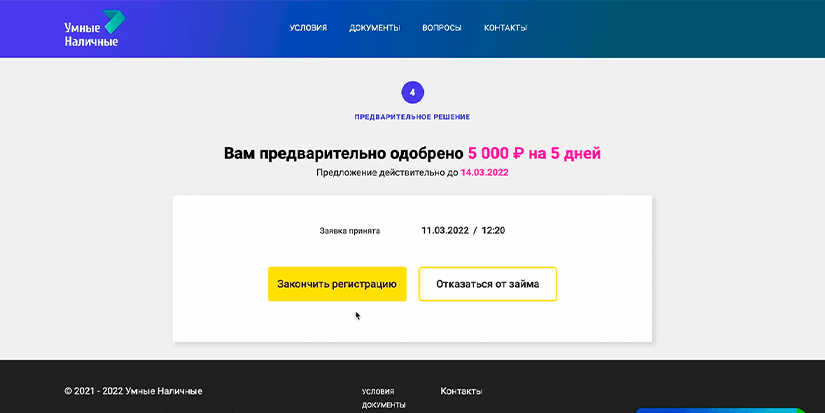 Умные
Наличные
УСЛОВИЯ ДОКУМЕНТЫ ВОПРОСЫ КОНТАКТЫ
4
ПРЕДВАРИТЕЛЬНОЕ РЕШЕНИЕ
Вам предварительно одобрено 5 000 ₽ на 5 дней
Предложение действительно до 14.03.2022
Заявка принята 11.03.2022 / 12:20
Закончить регистрацию Отказаться от займа
© 2021 - 2022 Умные Наличные УСЛОВИЯ Контакты
ДОКУМЕНТЫ